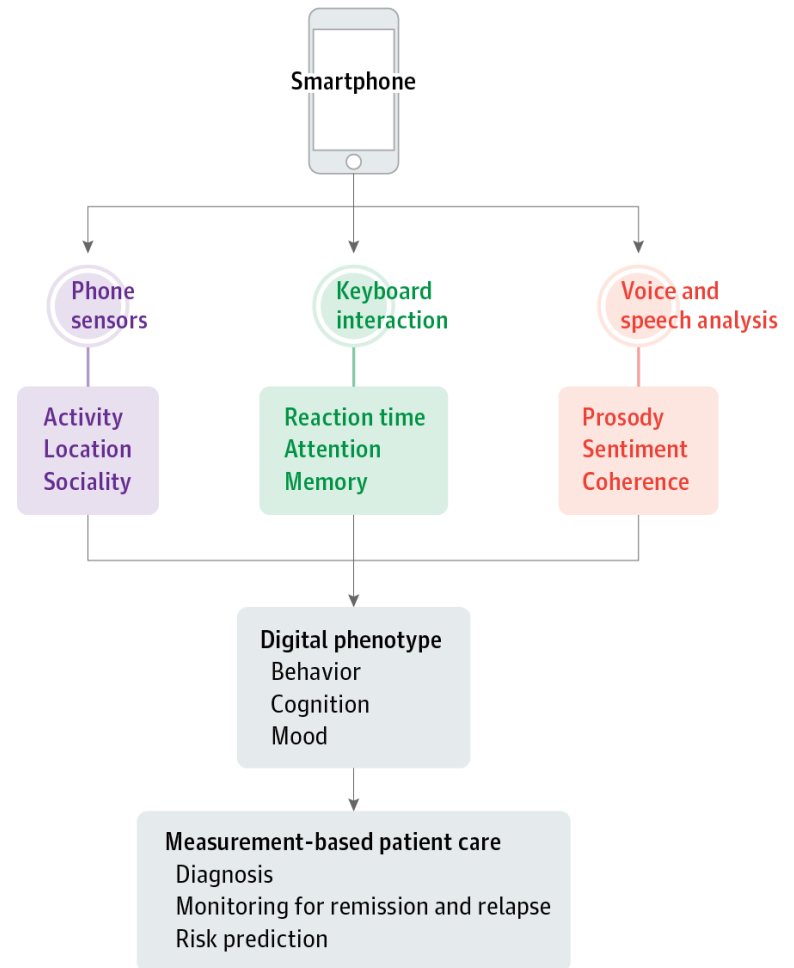 Smartphone
Phone
sensors
Keyboard
interaction
Voice and
speech analysis
Activity
Location
Sociality
Reaction time
Attention
Memory
Prosody
Sentiment
Coherence
Digital phenotype
Behavior
Cognition
Mood
Measurement-based patient care
Diagnosis
Monitoring for remission and relapse
Risk prediction